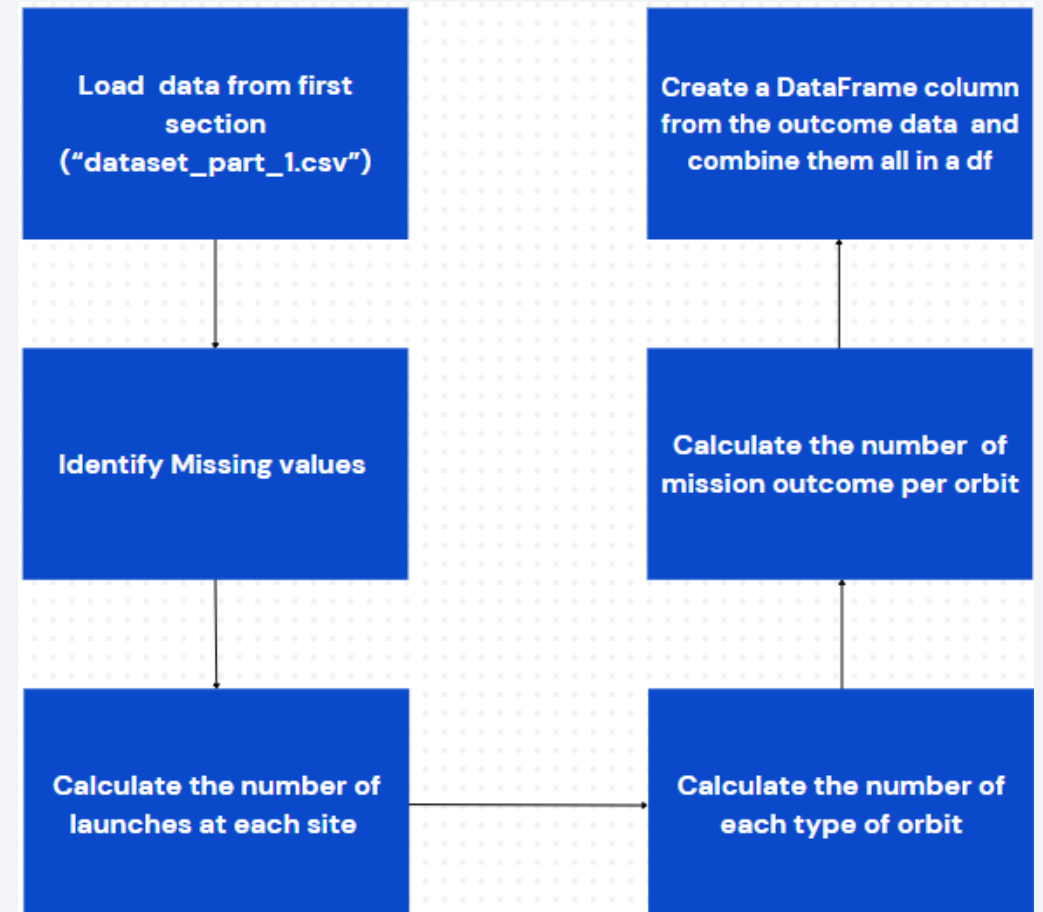 Load  data from first
section
(“dataset_part_1.csv”)
Identify Missing values
Calculate the number of
launches at each site
Calculate the number of
each type of orbit
Calculate the number  of
mission outcome per orbit
Create a DataFrame column
from the outcome data  and
combine them all in a df